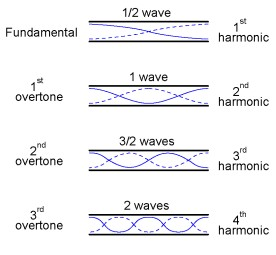 1/2 wave
Fundamental
1st
harmonic
1 wave
1st
overtone
2nd
harmonic
3/2 waves
2nd
overtone
3rd
harmonic
2 waves
3rd
overtone
4th
harmonic